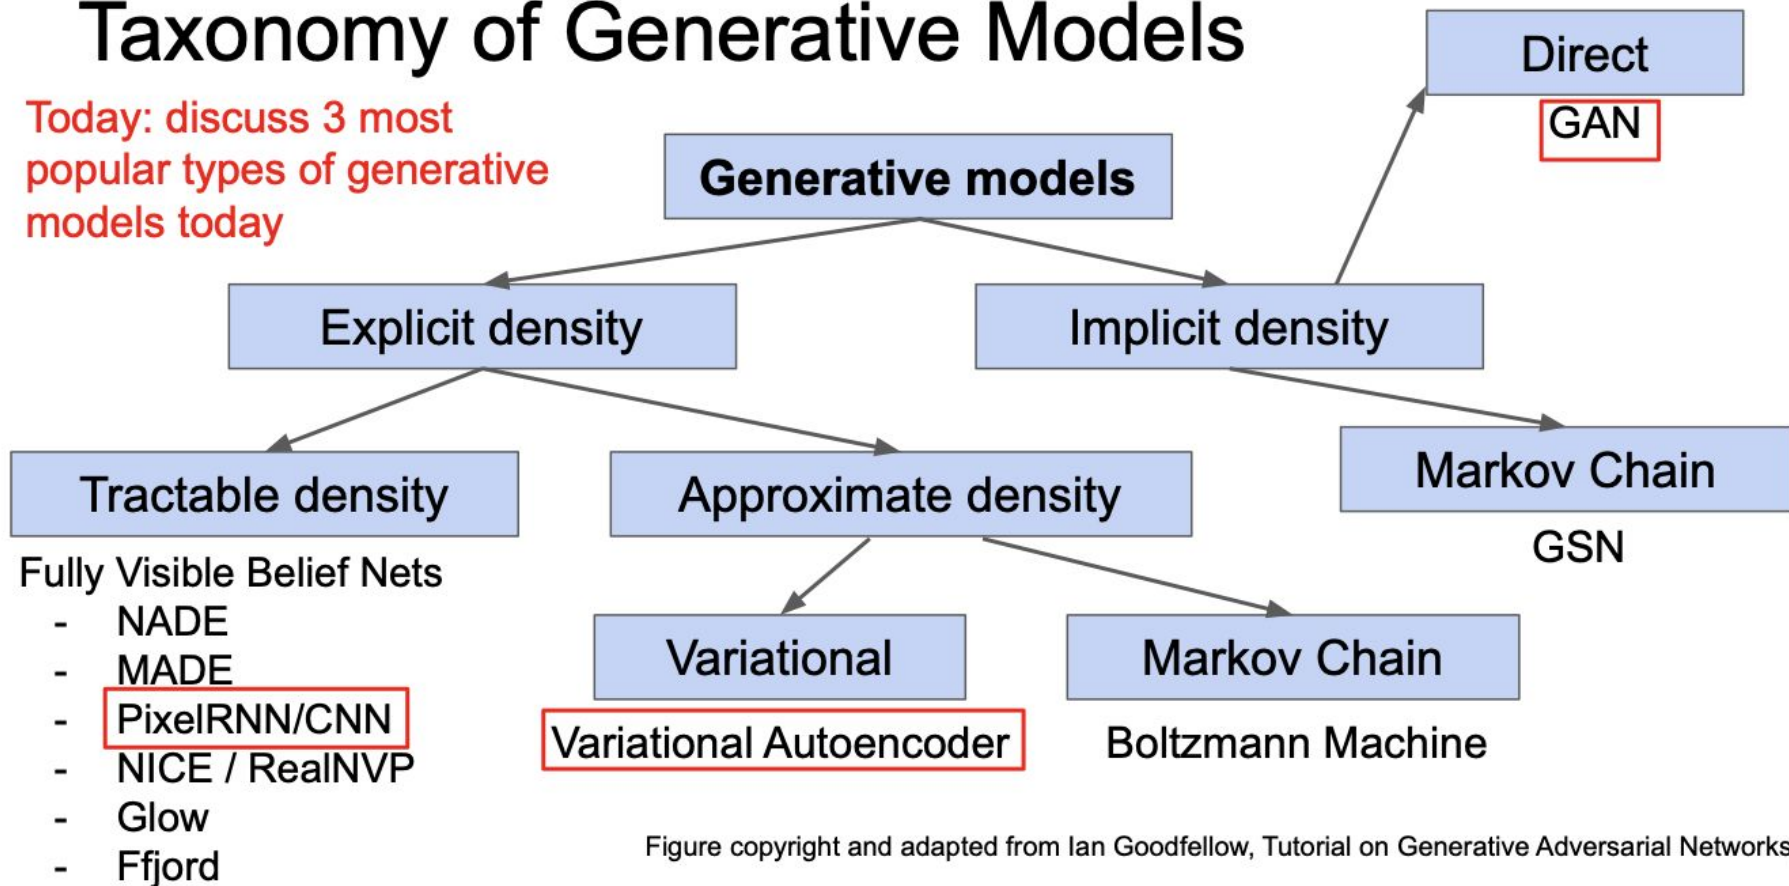 Taxonomy of Generative Models
Today: discuss 3 most
popular types of generative
models today
Direct
GAN
Generative models
Explicit density
Implicit density
Tractable density
Approximate density
Markov Chain
GSN
Fully Visible Belief Nets
- NADE
- MADE
- PixelRNN/CNN
- NICE / RealNVP
- Glow
- Ffjord
Variational
Markov Chain
Variational Autoencoder
Boltzmann Machine
Figure copyright and adapted from Ian Goodfellow, Tutorial on Generative Adversarial Networks